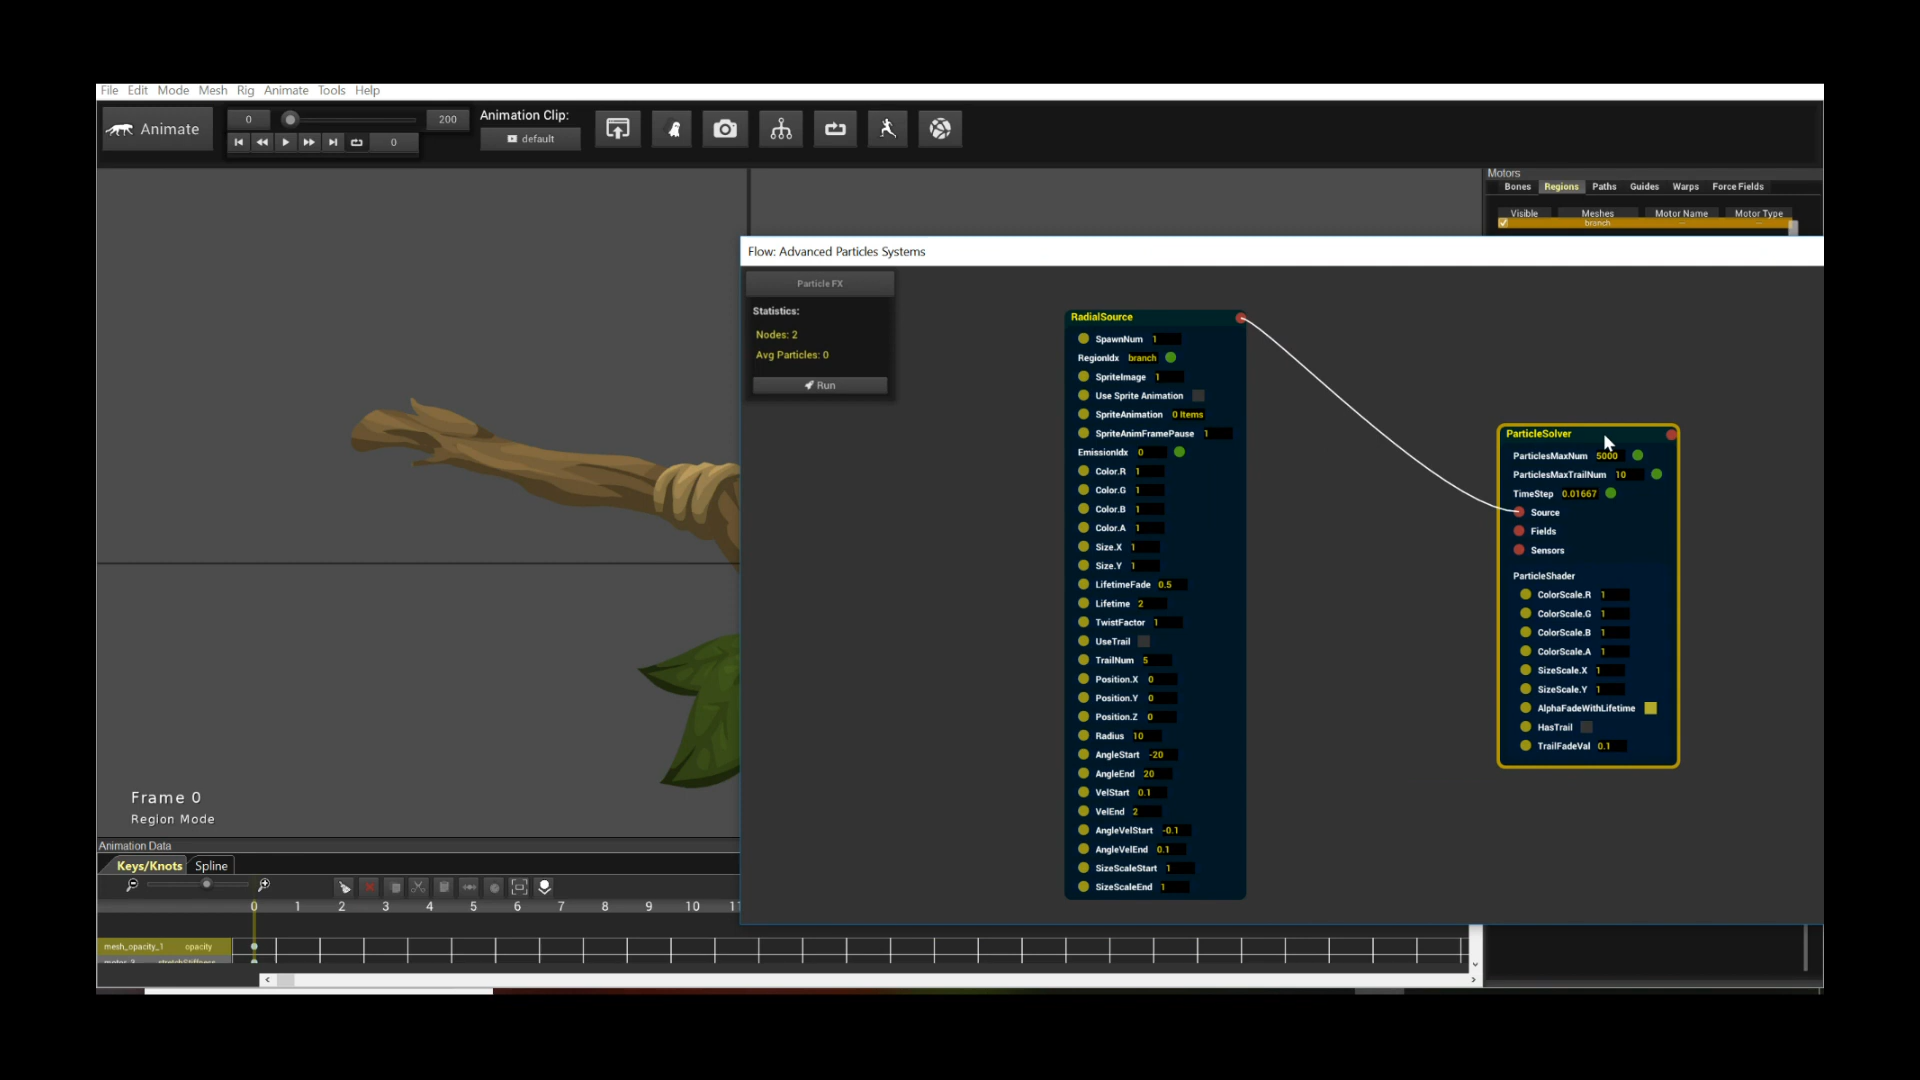 File Edit Mode Mesh Rig Animate Tools Help
Animate
0
200
0
Animation Clip:
default
Motors
Bones Regions Paths Guides Warps Force Fields
Visible Meshes Motor Name Motor Type
branch
Flow: Advanced Particles Systems
Particle FX
Statistics:
Nodes: 2
Avg Particles: 0
Run
RadialSource
SpawnNum 1
RegionIdx branch
SpriteImage 1
Use Sprite Animation
SpriteAnimation 0 Items
SpriteAnimFramePause 1
EmissionIdx 0
Color.R 1
Color.G 1
Color.B 1
Color.A 1
Size.X 1
Size.Y 1
LifetimeFade 0.5
Lifetime 2
TwistFactor 1
UseTrail
TrailNum 5
Position.X 0
Position.Y 0
Position.Z 0
Radius 10
AngleStart -20
AngleEnd 20
VelStart 0.1
VelEnd 2
AngleVelStart -0.1
AngleVelEnd 0.1
SizeScaleStart 1
SizeScaleEnd 1
ParticleSolver
ParticlesMaxNum 5000
ParticlesMaxTrailNum 10
TimeStep 0.01667
Source
Fields
Sensors
ParticleShader
ColorScale.R 1
ColorScale.G 1
ColorScale.B 1
ColorScale.A 1
SizeScale.X 1
SizeScale.Y 1
AlphaFadeWithLifetime
HasTrail
TrailFadeVal 0.1
Frame 0
Region Mode
Animation Data
Keys/Knots Spline
0 1 2 3 4 5 6 7 8 9 10
mesh_opacity_1 opacity